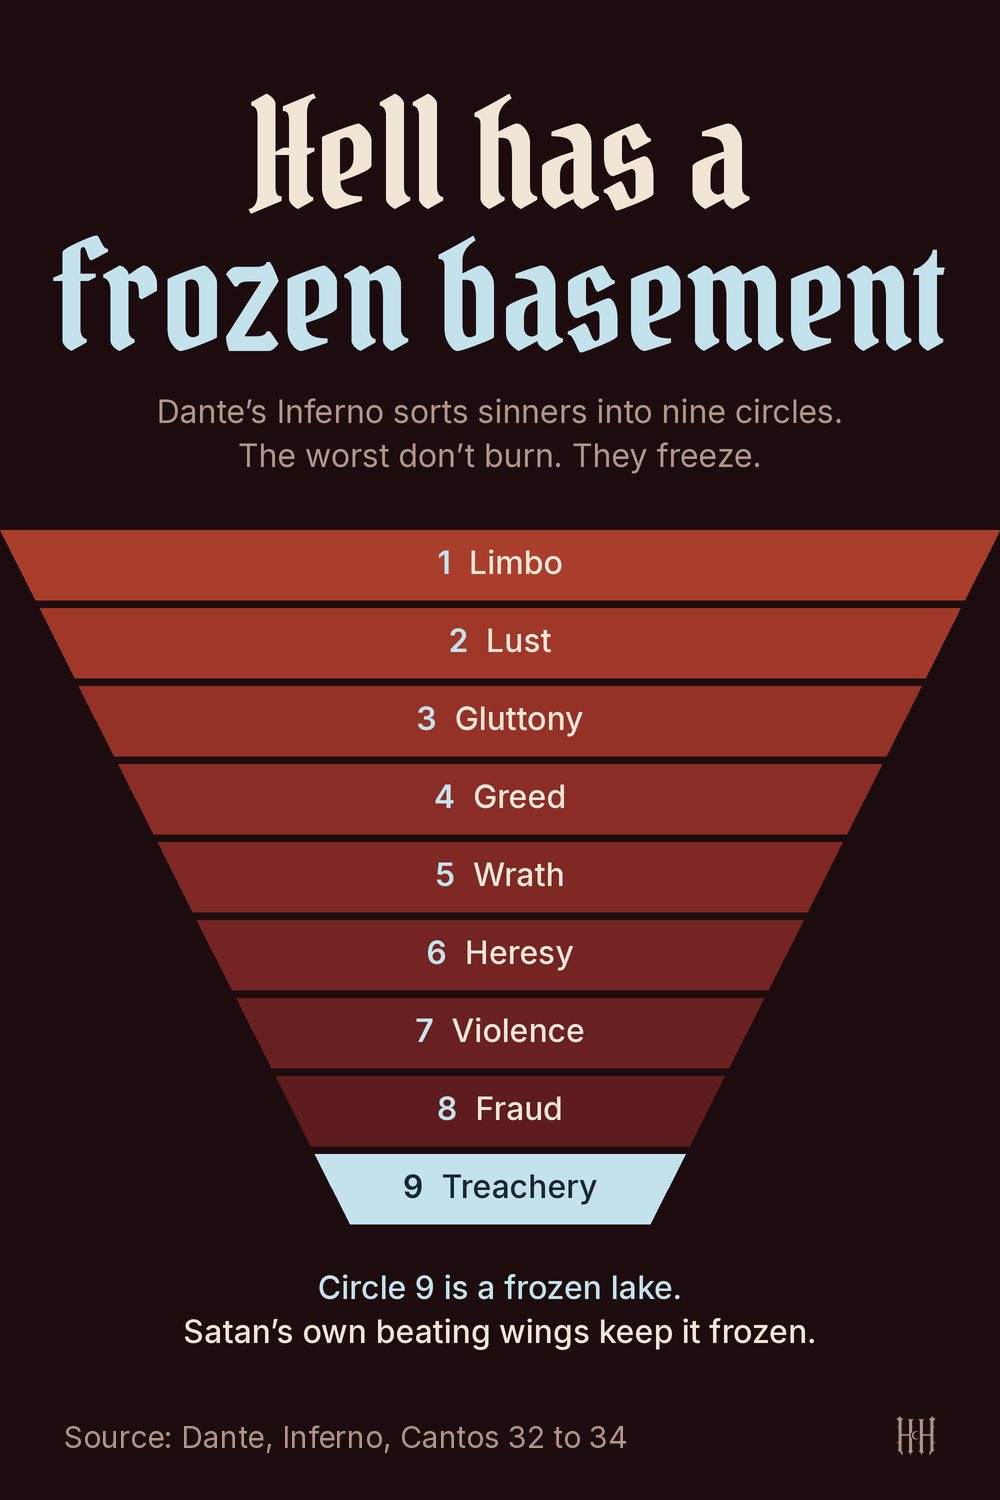 Hell has a
frozen basement
Dante’s Inferno sorts sinners into nine circles.
The worst don’t burn. They freeze.
1 Limbo
2 Lust
3 Gluttony
4 Greed
5 Wrath
6 Heresy
7 Violence
8 Fraud
9 Treachery
Circle 9 is a frozen lake.
Satan’s own beating wings keep it frozen.
Source: Dante, Inferno, Cantos 32 to 34